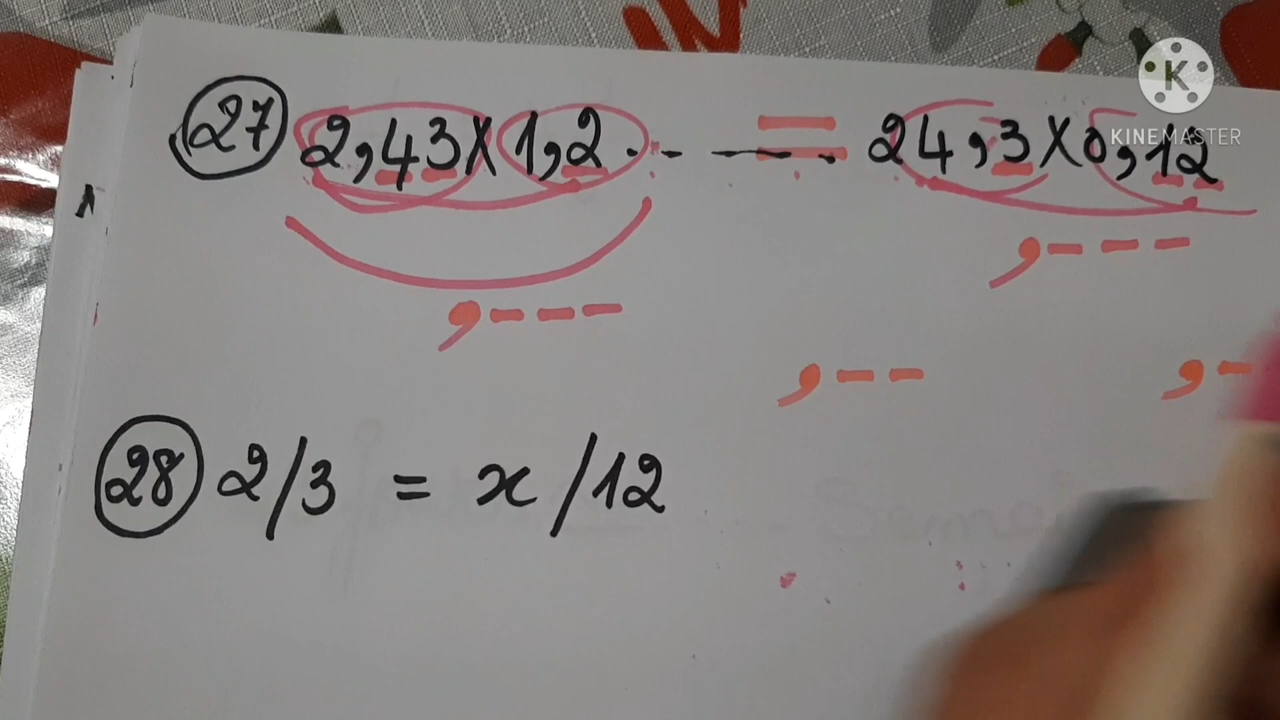 27 2,43 X 1,2 ... = ... 24,3 X 0,12
, - - -
, - - -
, - -
, -
28 2/3 = x/12
KINEMASTER